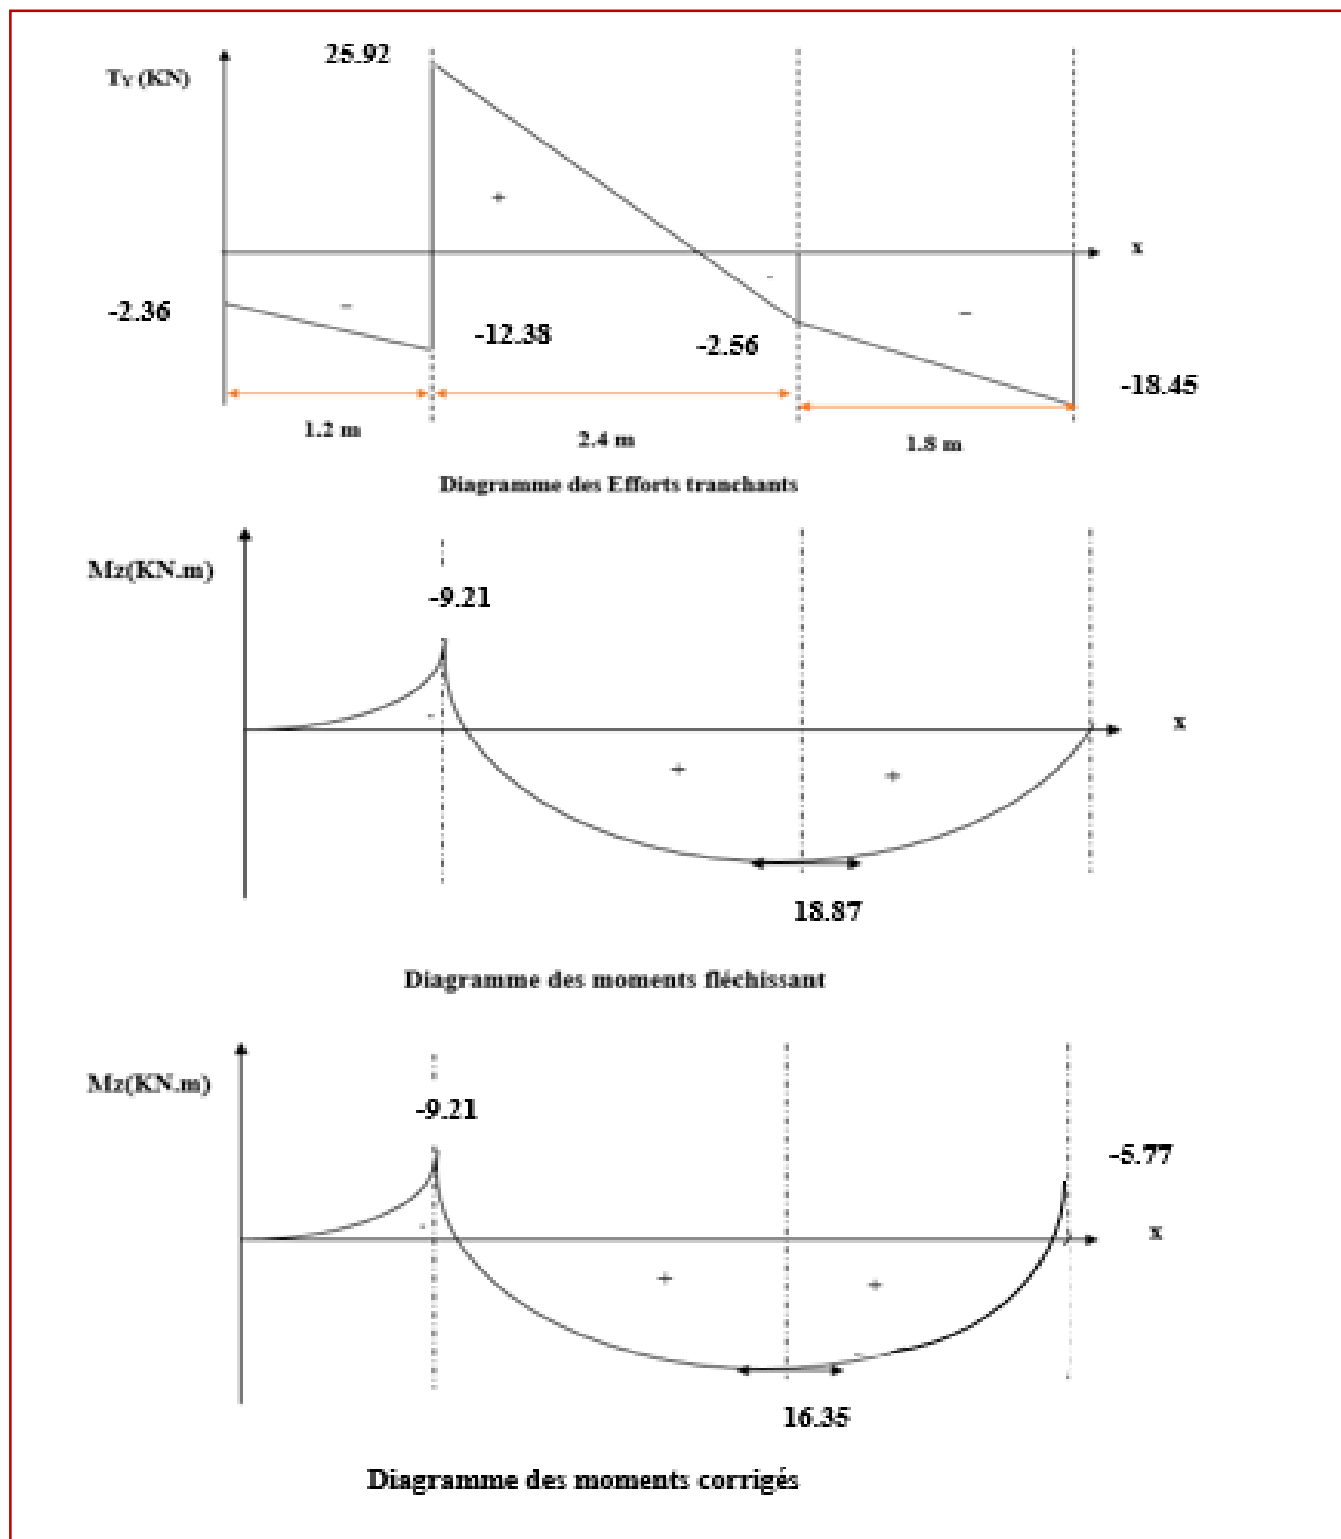 25.92
Ty (KN)
+
x
-
-
-
-2.36
-12.38
-2.56
-18.45
1.2 m
2.4 m
1.8 m
Diagramme des Efforts tranchants
Mz(KN.m)
-9.21
-
x
+
+
18.87
Diagramme des moments fléchissant
Mz(KN.m)
-9.21
-5.77
-
x
+
+
16.35
Diagramme des moments corrigés